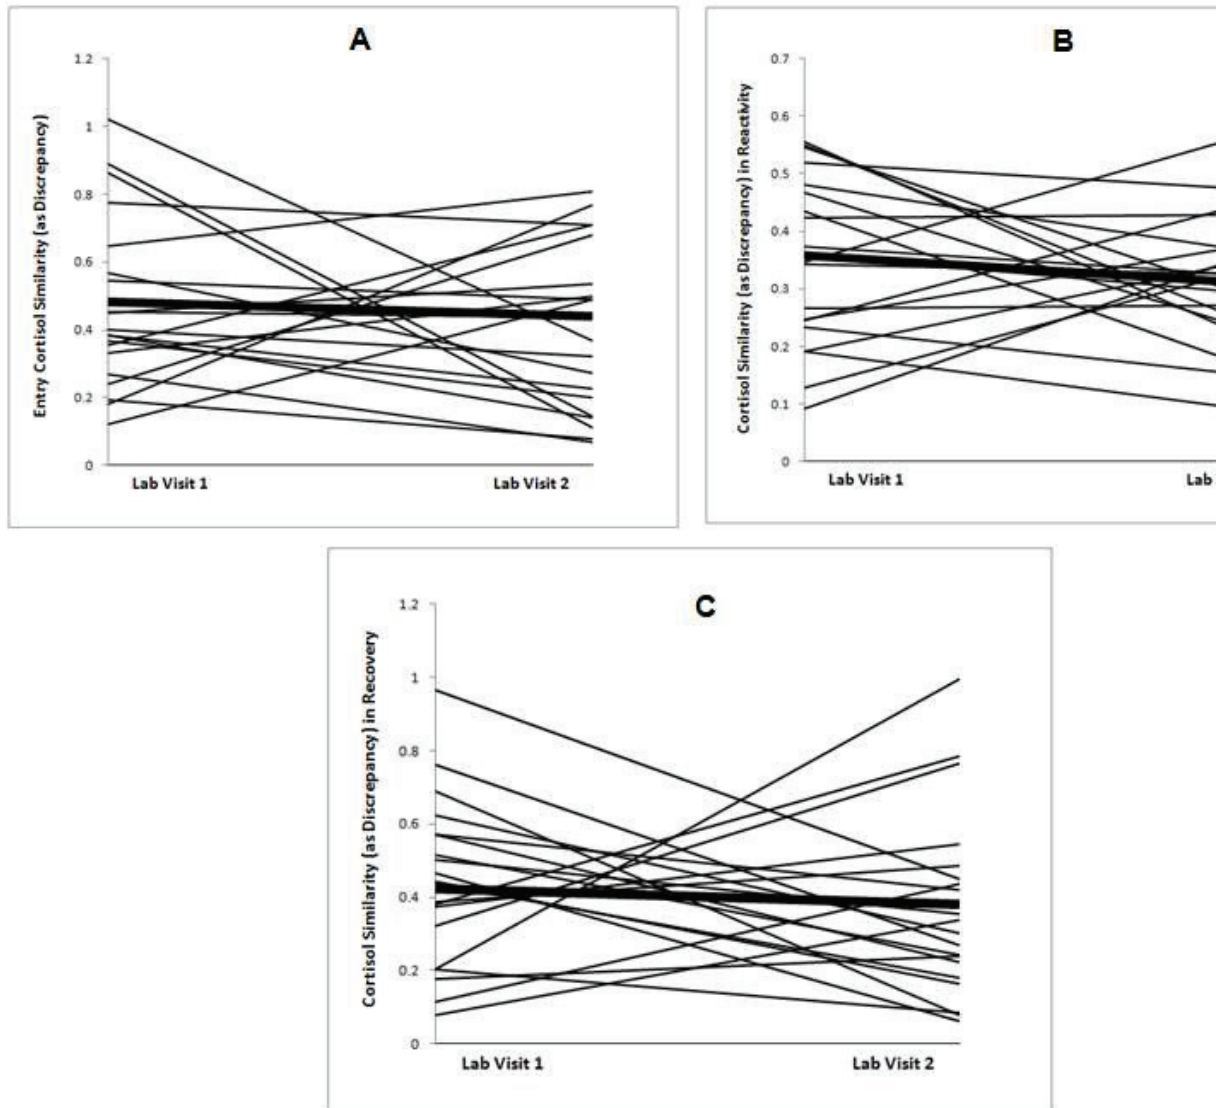 A
1.2
1
0.8
0.6
0.4
0.2
0
Entry Cortisol Similarity (as Discrepancy)
Lab Visit 1
Lab Visit 2
B
0.7
0.6
0.5
0.4
0.3
0.2
0.1
0
Cortisol Similarity (as Discrepancy) in Reactivity
Lab Visit 1
Lab
C
1.2
1
0.8
0.6
0.4
0.2
0
Cortisol Similarity (as Discrepancy) in Recovery
Lab Visit 1
Lab Visit 2